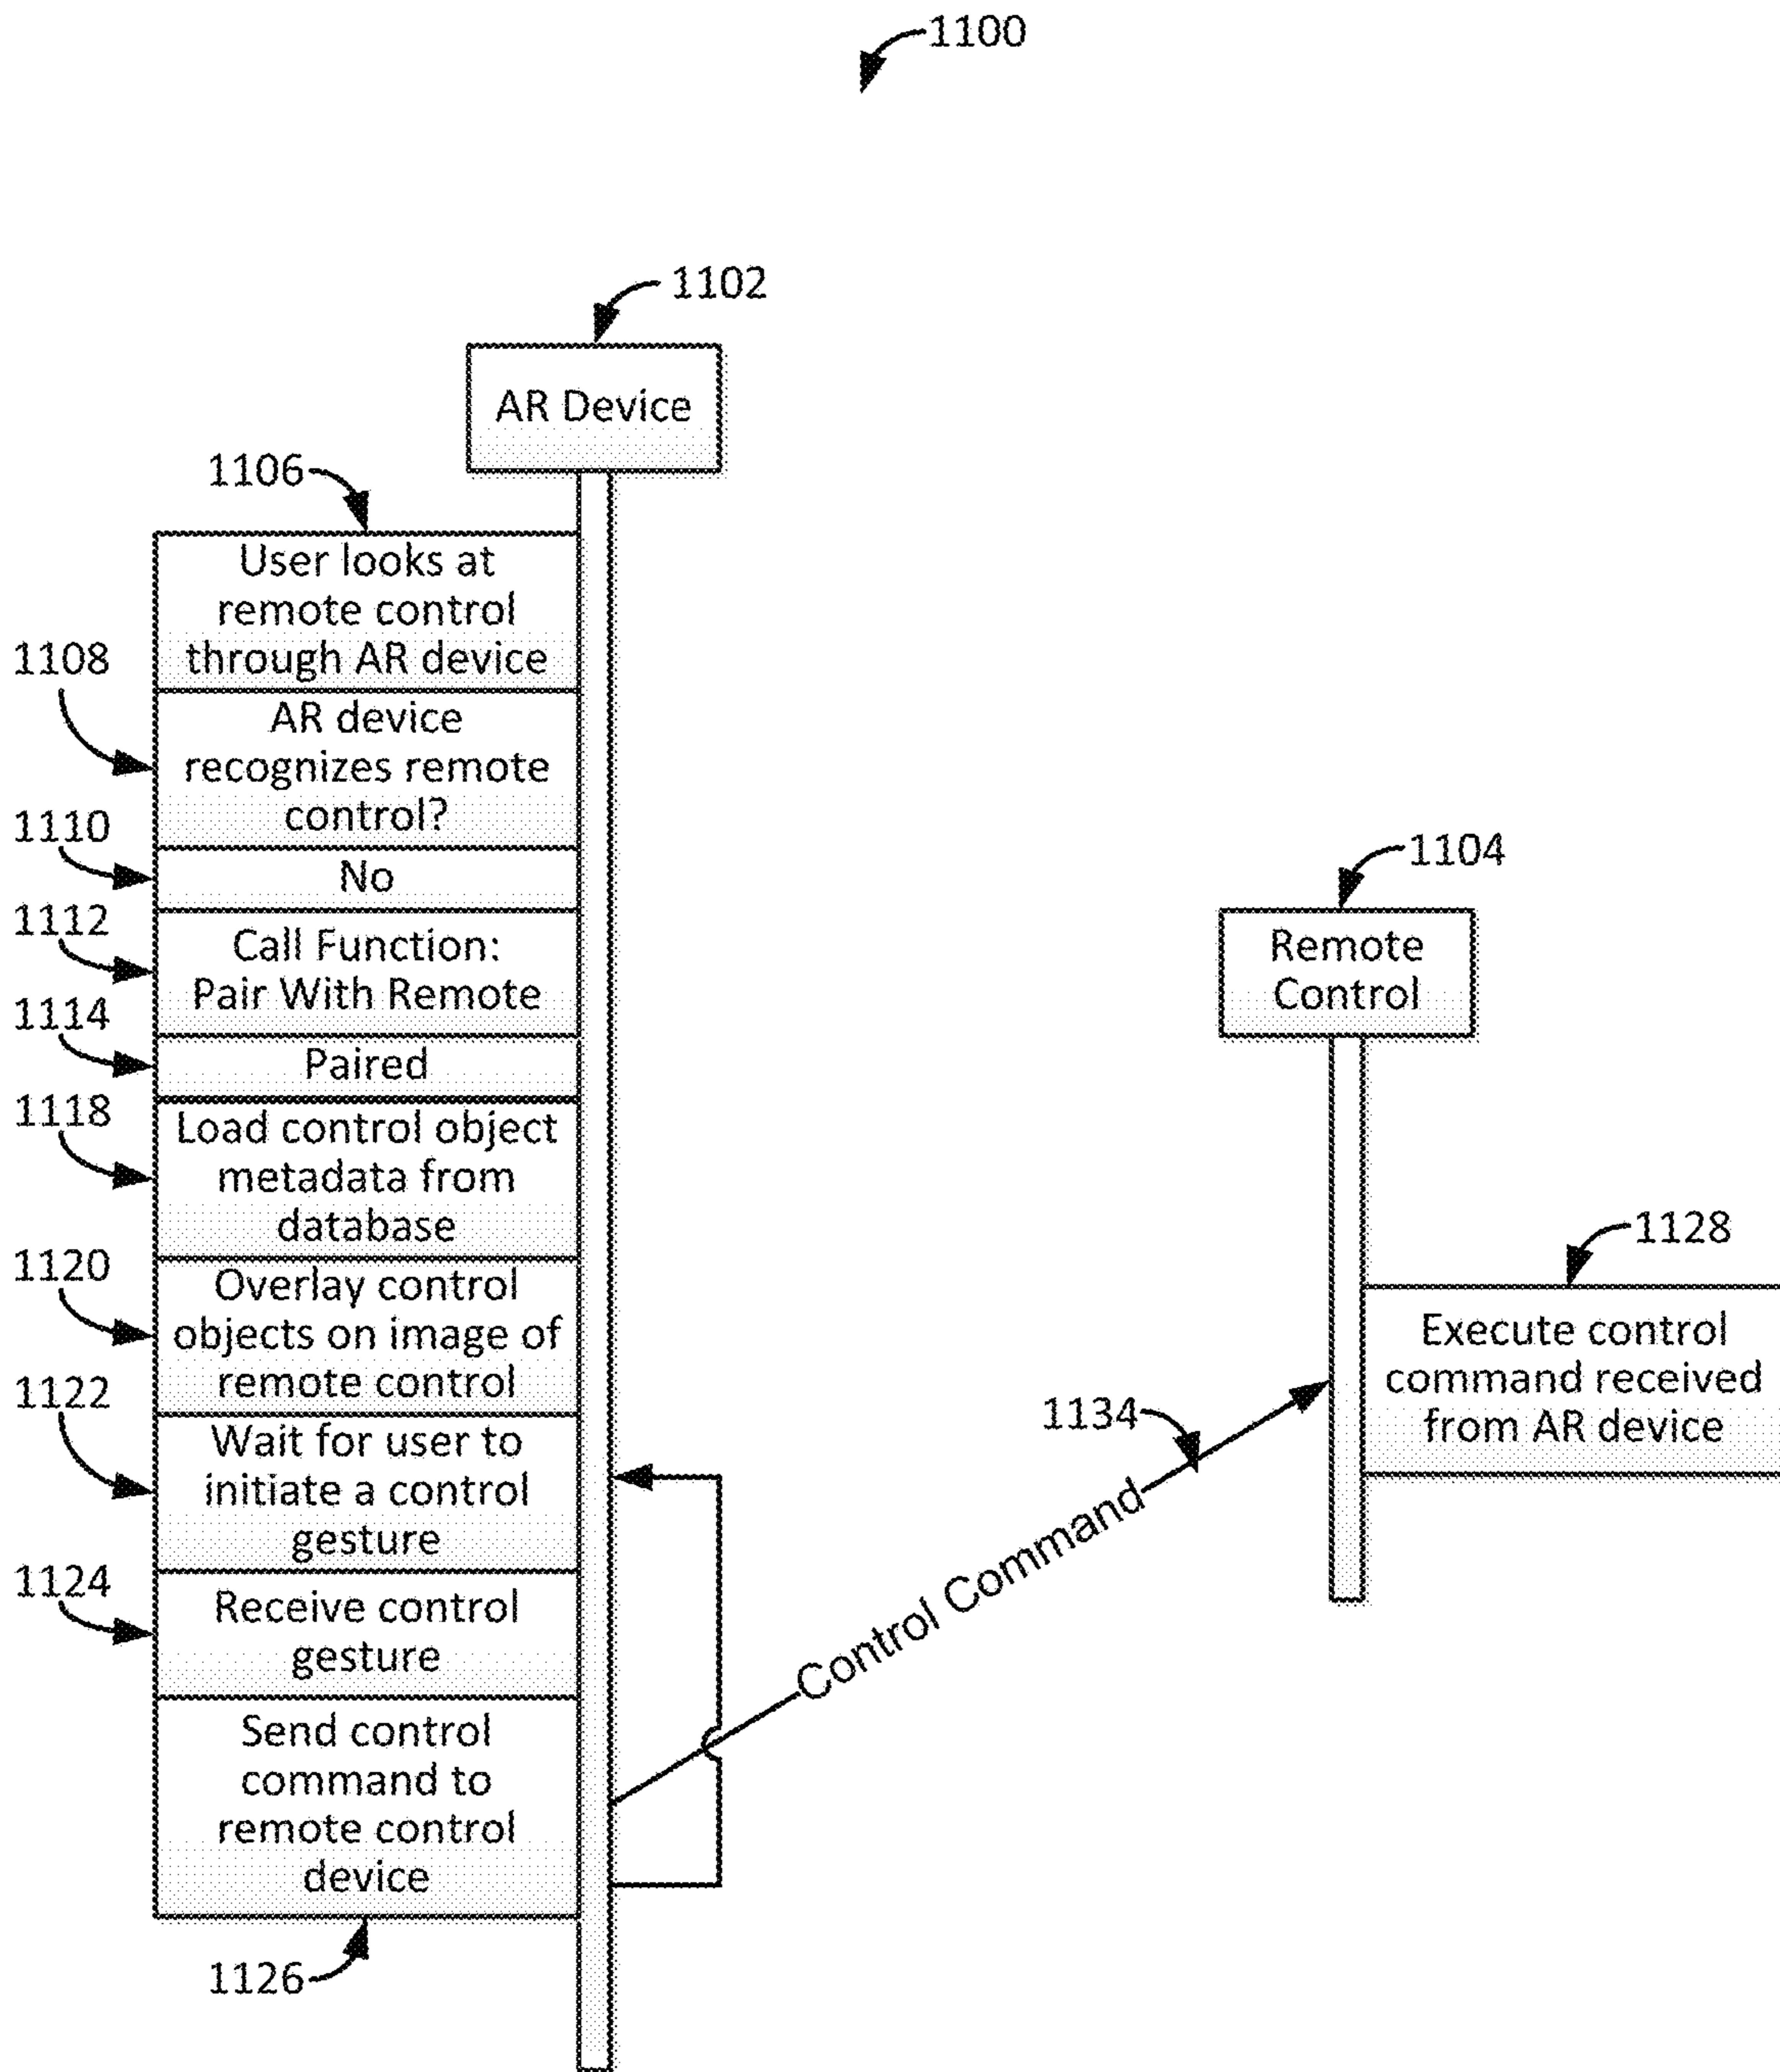 1100
1102
AR Device
1106
User looks at
remote control
through AR device
1108
AR device
recognizes remote
control?
1110
No
1112
Call Function:
Pair With Remote
1114
Paired
1118
Load control object
metadata from
database
1120
Overlay control
objects on image of
remote control
1122
Wait for user to
initiate a control
gesture
1124
Receive control
gesture
Send control
command to
remote control
device
1126
Control Command
1134
1104
Remote
Control
1128
Execute control
command received
from AR device